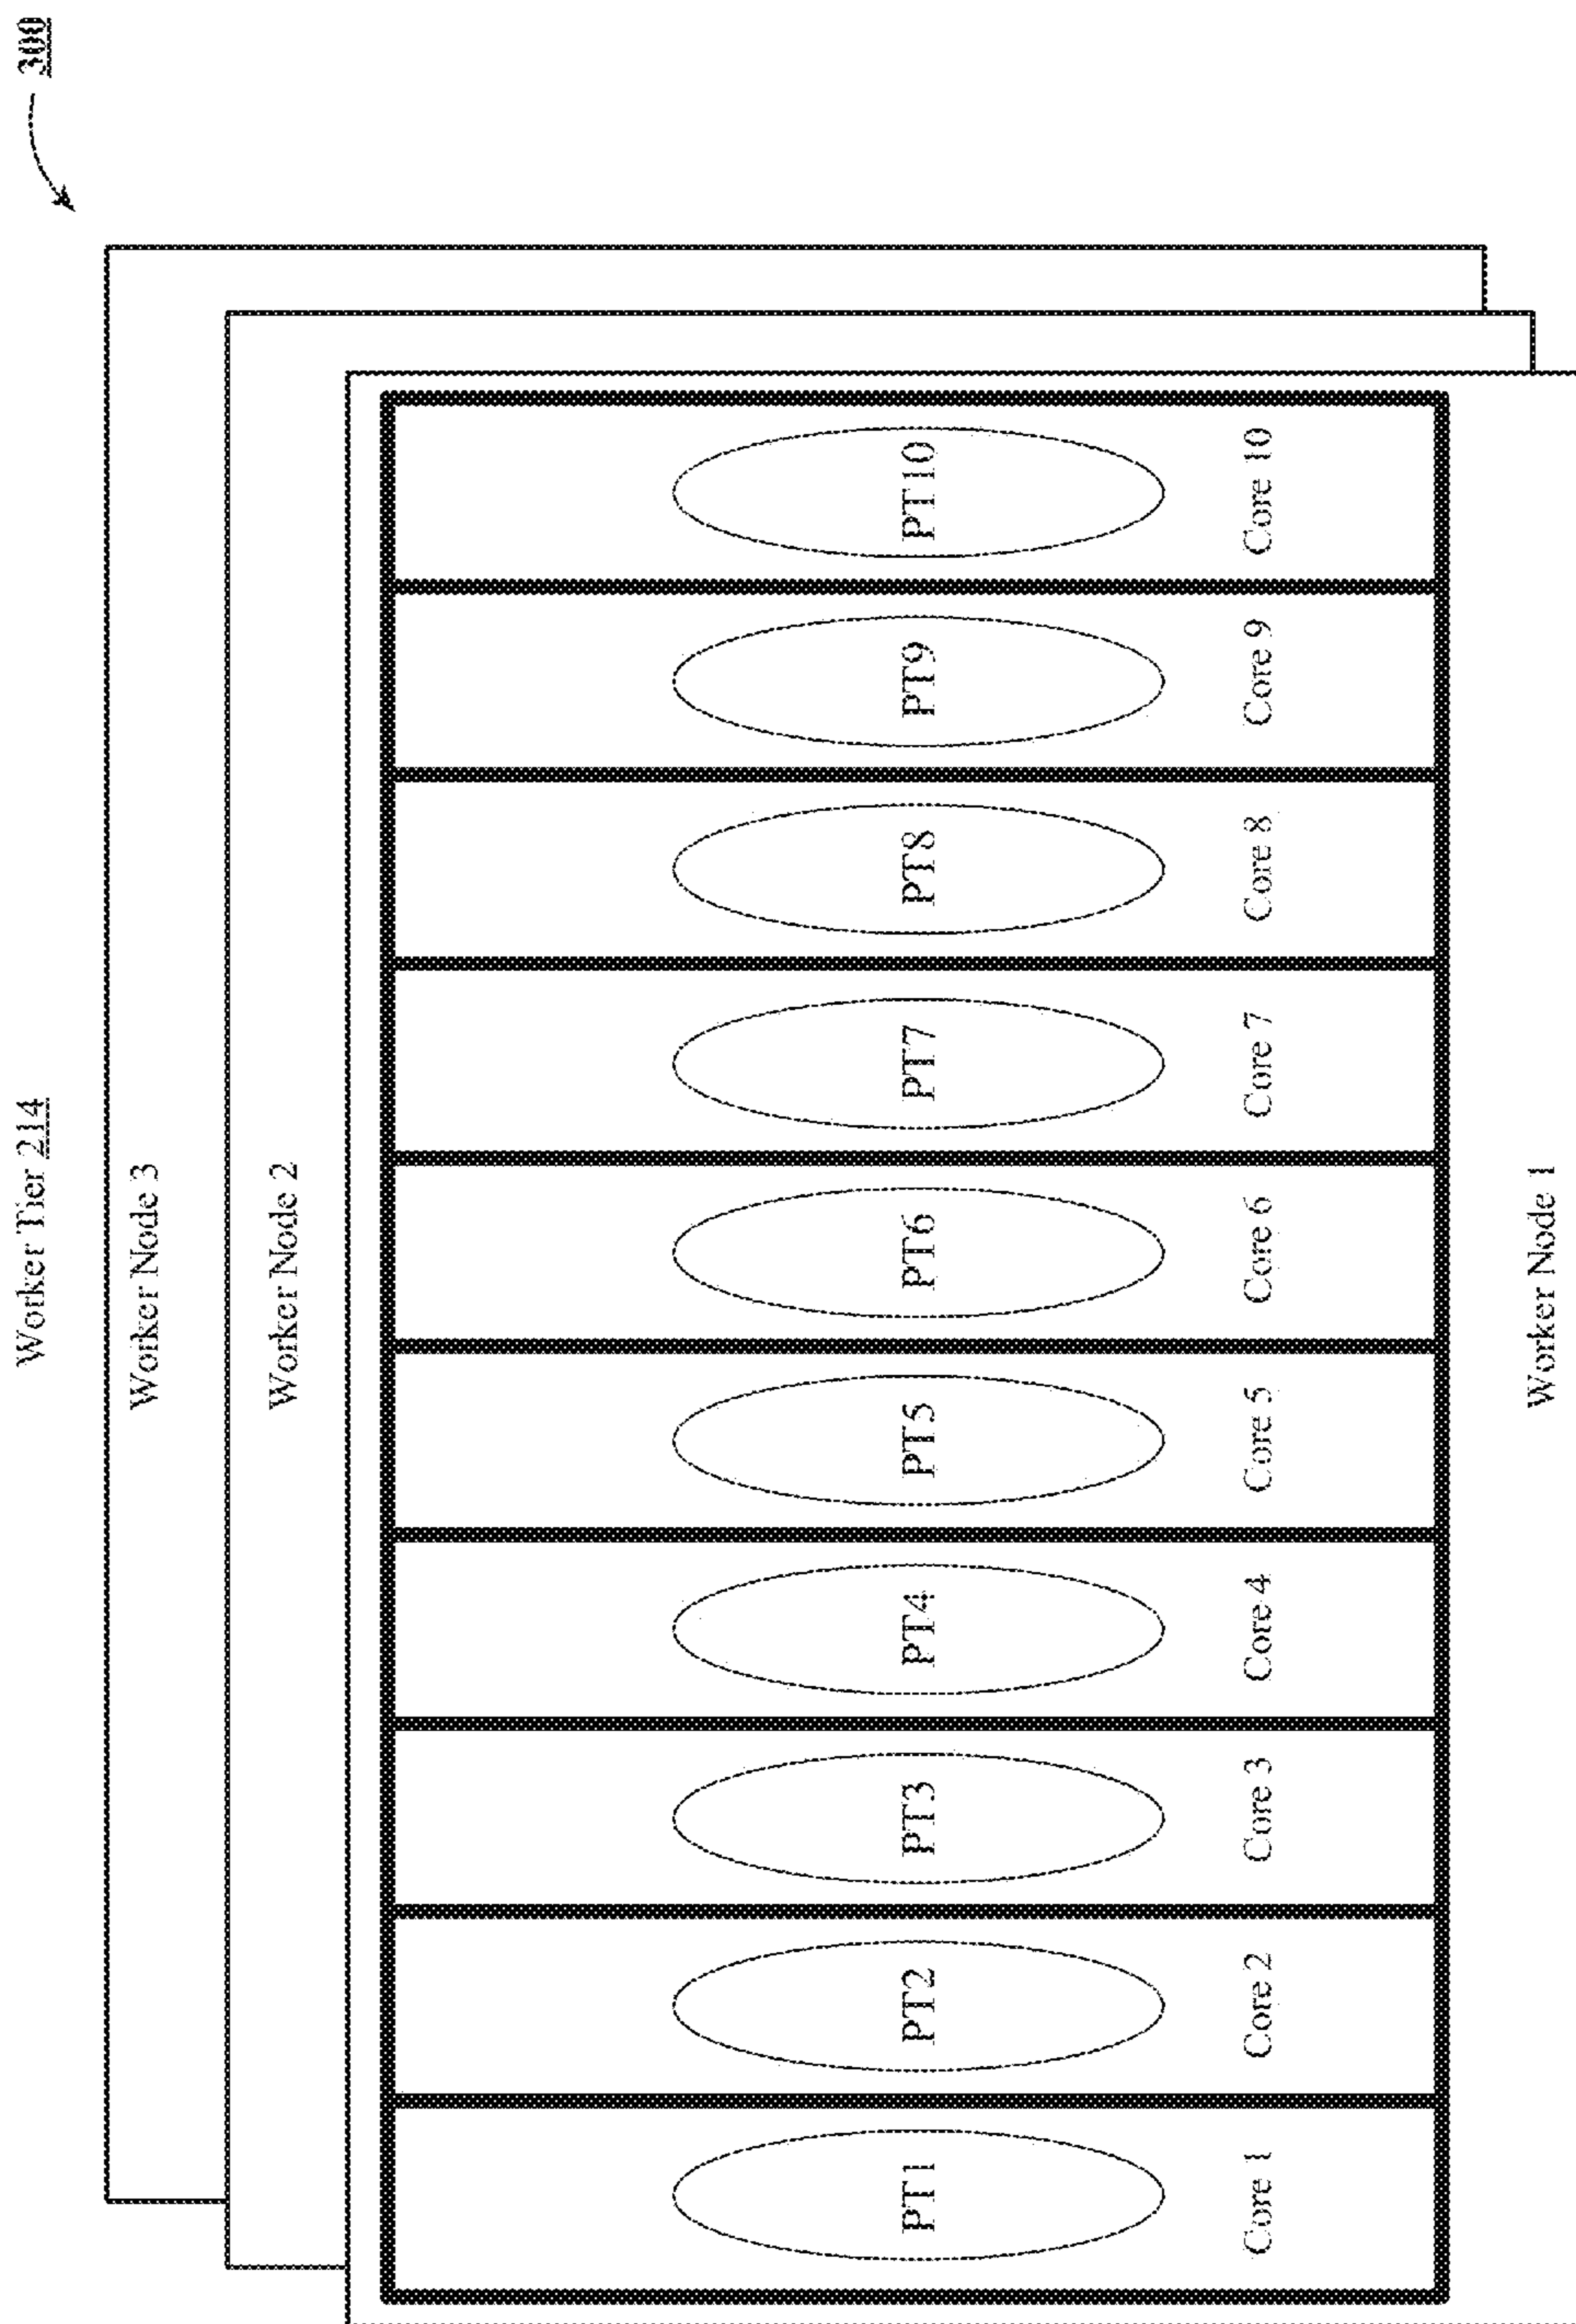 300
Worker Tier 214
Worker Node 3
Worker Node 2
PT1 PT2 PT3 PT4 PT5 PT6 PT7 PT8 PT9 PT10
Core 1 Core 2 Core 3 Core 4 Core 5 Core 6 Core 7 Core 8 Core 9 Core 10
Worker Node 1